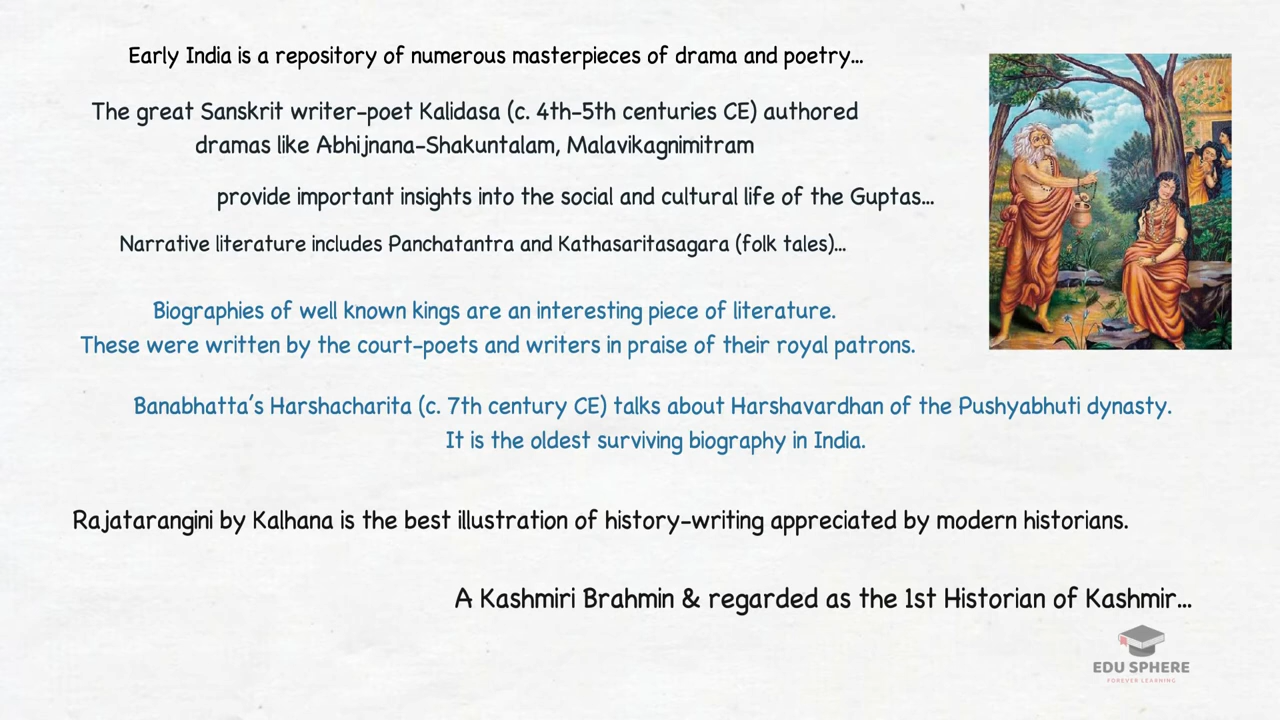 Early India is a repository of numerous masterpieces of drama and poetry...
The great Sanskrit writer-poet Kalidasa (c. 4th-5th centuries CE) authored
dramas like Abhijnana-Shakuntalam, Malavikagnimitram
provide important insights into the social and cultural life of the Guptas...
Narrative literature includes Panchatantra and Kathasaritasagara (folk tales)...
Biographies of well known kings are an interesting piece of literature.
These were written by the court-poets and writers in praise of their royal patrons.
Banabhatta's Harshacharita (c. 7th century CE) talks about Harshavardhan of the Pushyabhuti dynasty.
It is the oldest surviving biography in India.
Rajatarangini by Kalhana is the best illustration of history-writing appreciated by modern historians.
A Kashmiri Brahmin & regarded as the 1st Historian of Kashmir...
EDU SPHERE
FOREVER LEARNING